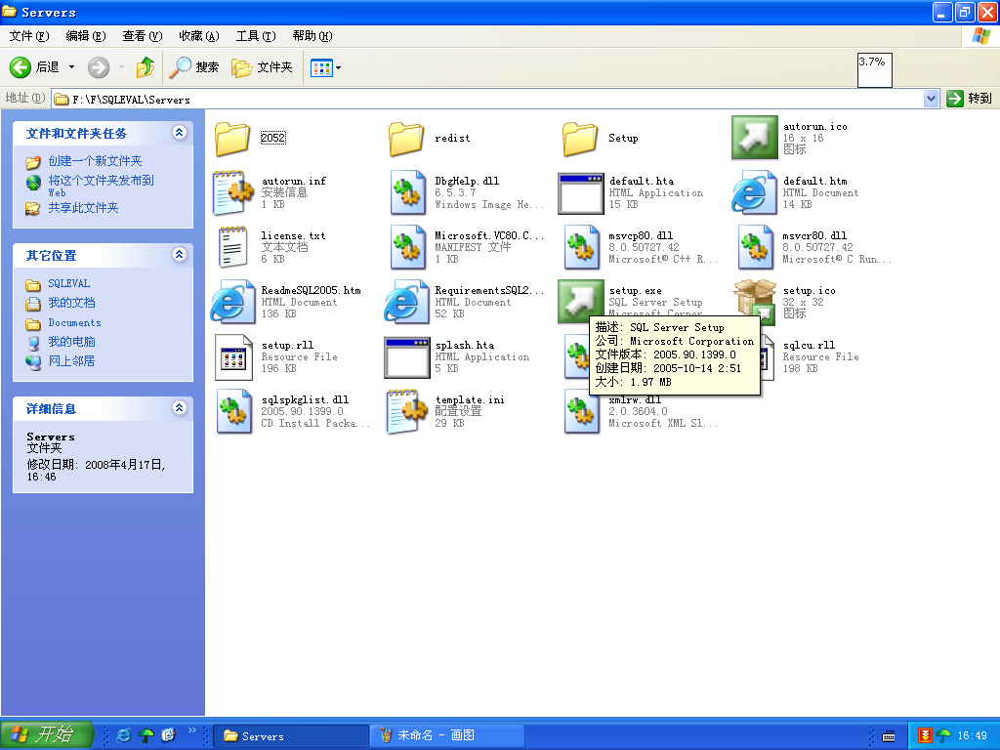 Servers
文件(F) 编辑(E) 查看(V) 收藏(A) 工具(T) 帮助(H)
后退 搜索 文件夹
3.7%
地址(D) F:\F\SQLEVAL\Servers 转到
文件和文件夹任务
创建一个新文件夹
将这个文件夹发布到
Web
共享此文件夹
其它位置
SQLEVAL
我的文档
Documents
我的电脑
网上邻居
详细信息
Servers
文件夹
修改日期: 2008年4月17日,
16:46
2052
redist
Setup
autorun.ico
16 x 16
图标
autorun.inf
安装信息
1 KB
DbgHelp.dll
6.5.3.7
Windows Image He...
default.hta
HTML Application
15 KB
default.htm
HTML Document
14 KB
license.txt
文本文档
6 KB
Microsoft.VC80.C...
MANIFEST 文件
1 KB
msvcp80.dll
8.0.50727.42
Microsoft® C++ R...
msvcr80.dll
8.0.50727.42
Microsoft® C Run...
ReadmeSQL2005.htm
HTML Document
136 KB
RequirementsSQL2...
HTML Document
52 KB
setup.exe
SQL Server Setup
Microsoft Corpor...
setup.ico
32 x 32
图标
描述: SQL Server Setup
公司: Microsoft Corporation
文件版本: 2005.90.1399.0
创建日期: 2005-10-14 2:51
大小: 1.97 MB
setup.rll
Resource File
196 KB
splash.hta
HTML Application
5 KB
sqlcu.rll
Resource File
198 KB
sqlspkglist.dll
2005.90.1399.0
CD Install Packa...
template.ini
配置设置
29 KB
xmlrw.dll
2.0.3604.0
Microsoft XML Sl...
开始 Servers 未命名 - 画图 16:49